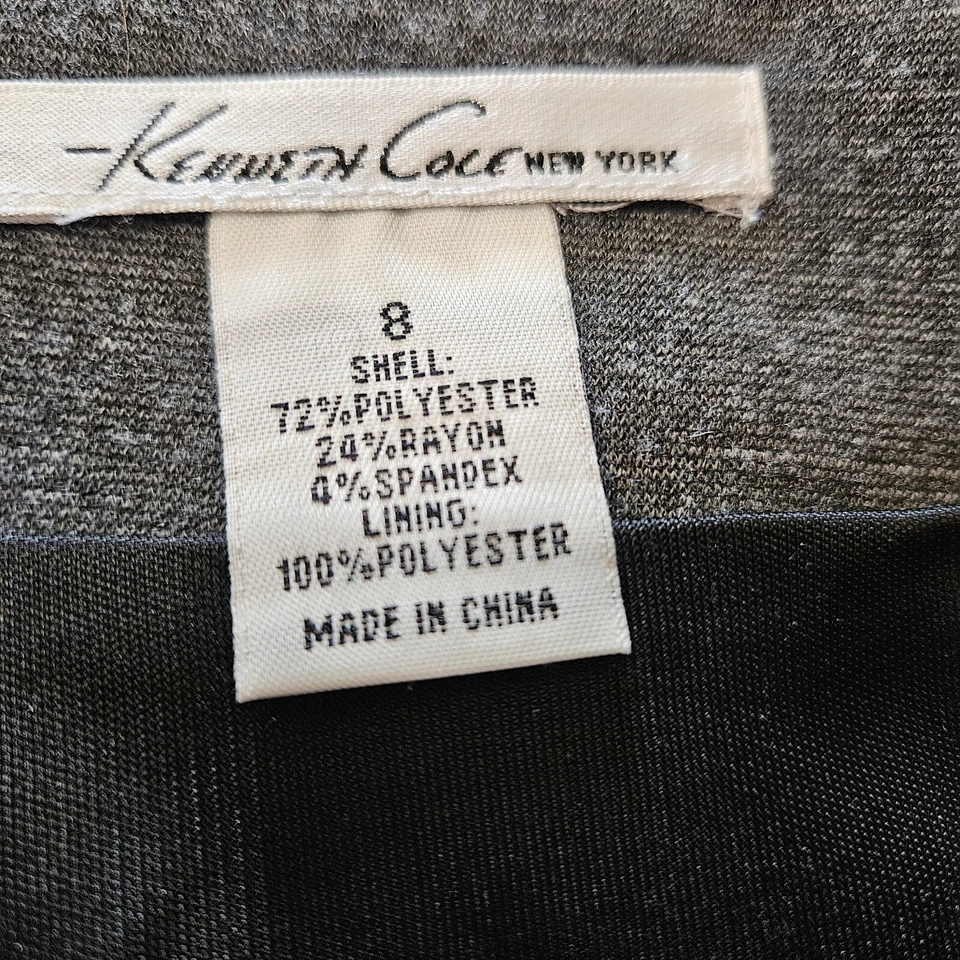 Kenneth Cole NEW YORK
8
SHELL:
72%POLYESTER
24%RAYON
4%SPANDEX
LINING:
100%POLYESTER
MADE IN CHINA